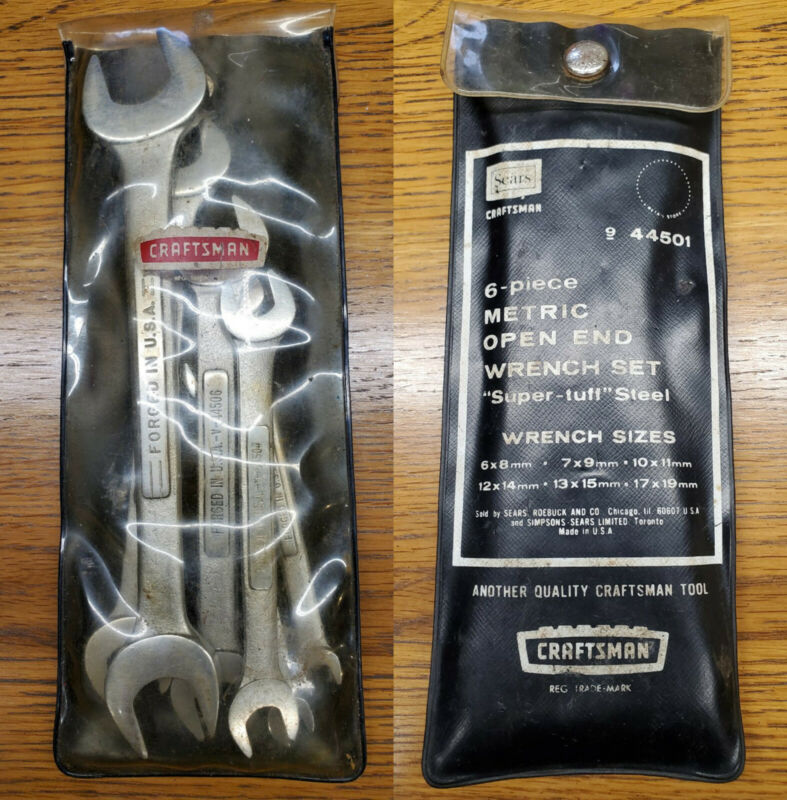 CRAFTSMAN
FORGED IN U.S.A.
FORGED IN U.S.A.-V- 44506
Sears
CRAFTSMAN
9 44501
6-piece
METRIC
OPEN END
WRENCH SET
"Super-tuff" Steel
WRENCH SIZES
6x8mm · 7x9mm · 10x11mm
12x14mm · 13x15mm · 17x19mm
Sold by SEARS, ROEBUCK AND CO. Chicago, Ill. 60607 U.S.A
and SIMPSONS-SEARS LIMITED Toronto
Made in U.S.A.
ANOTHER QUALITY CRAFTSMAN TOOL
CRAFTSMAN
REG. TRADE-MARK